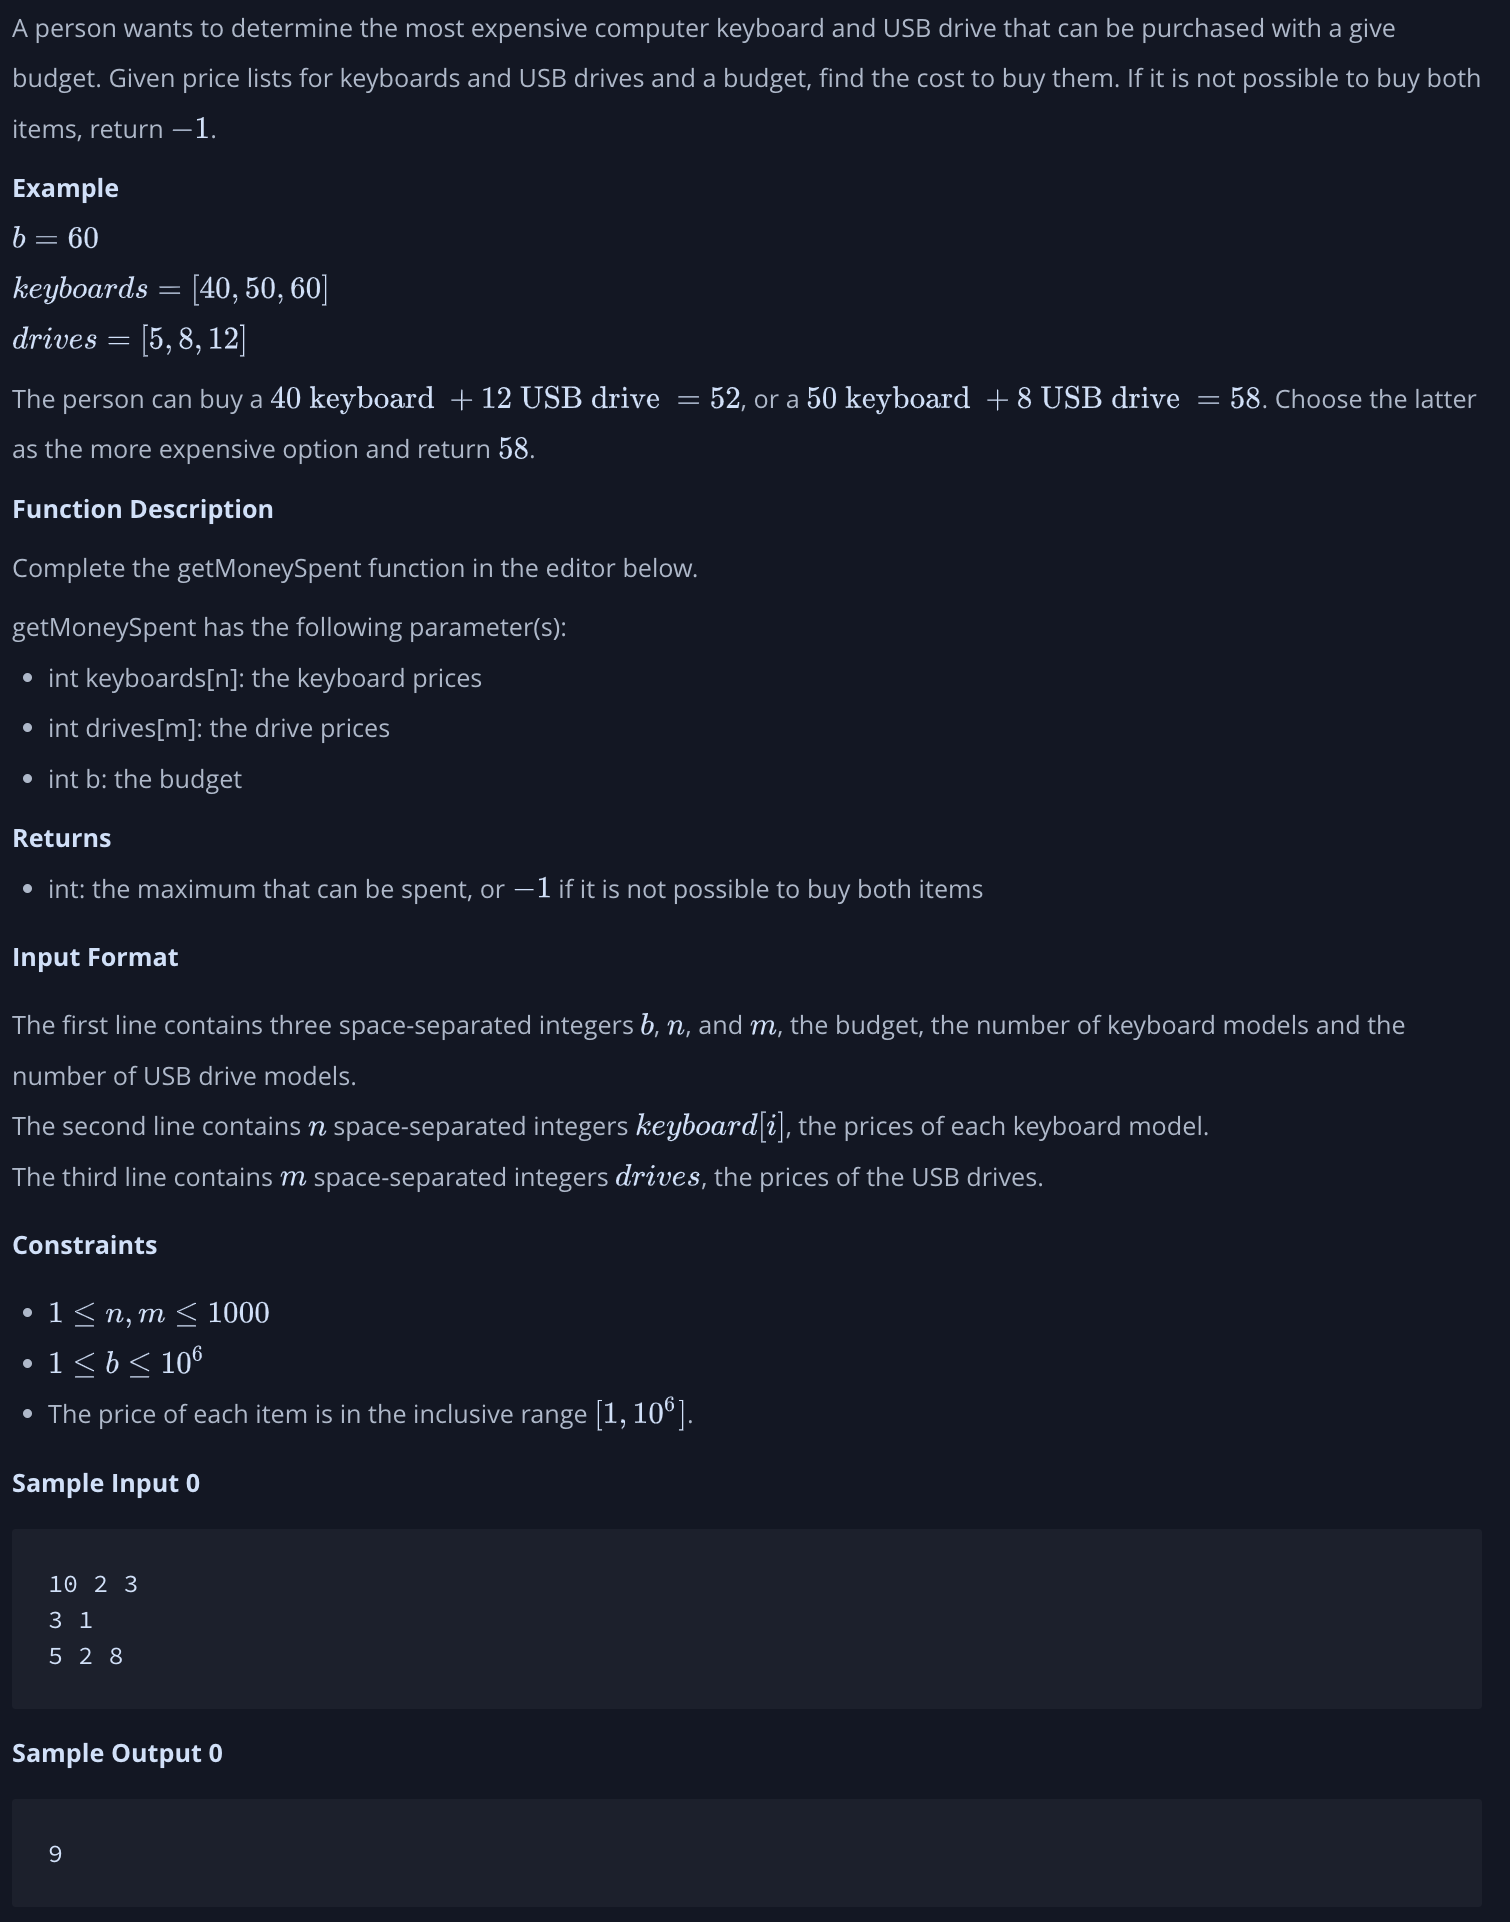 A person wants to determine the most expensive computer keyboard and USB drive that can be purchased with a give
budget. Given price lists for keyboards and USB drives and a budget, find the cost to buy them. If it is not possible to buy both
items, return −1.
Example
b = 60
keyboards = [40, 50, 60]
drives = [5, 8, 12]
The person can buy a 40 keyboard + 12 USB drive = 52, or a 50 keyboard + 8 USB drive = 58. Choose the latter
as the more expensive option and return 58.
Function Description
Complete the getMoneySpent function in the editor below.
getMoneySpent has the following parameter(s):
• int keyboards[n]: the keyboard prices
• int drives[m]: the drive prices
• int b: the budget
Returns
• int: the maximum that can be spent, or −1 if it is not possible to buy both items
Input Format
The first line contains three space-separated integers b, n, and m, the budget, the number of keyboard models and the
number of USB drive models.
The second line contains n space-separated integers keyboard[i], the prices of each keyboard model.
The third line contains m space-separated integers drives, the prices of the USB drives.
Constraints
• 1 ≤ n, m ≤ 1000
• 1 ≤ b ≤ 10⁶
• The price of each item is in the inclusive range [1, 10⁶].
Sample Input 0
10 2 3
3 1
5 2 8
Sample Output 0
9